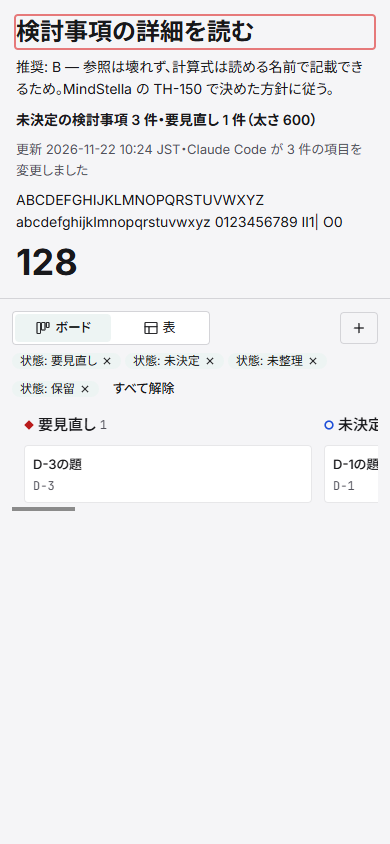 検討事項の詳細を読む
推奨: B — 参照は壊れず、計算式は読める名前で記載でき
るため。MindStella の TH-150 で決めた方針に従う。
未決定の検討事項 3 件・要見直し 1 件（太さ 600）
更新 2026-11-22 10:24 JST・Claude Code が 3 件の項目を
変更しました
ABCDEFGHIJKLMNOPQRSTUVWXYZ
abcdefghijklmnopqrstuvwxyz 0123456789 Il1| O0
128
ボード 表 +
状態: 要見直し × 状態: 未決定 × 状態: 未整理 ×
状態: 保留 × すべて解除
要見直し 1 未決定
D-3の題 D-1の題
D-3 D-1